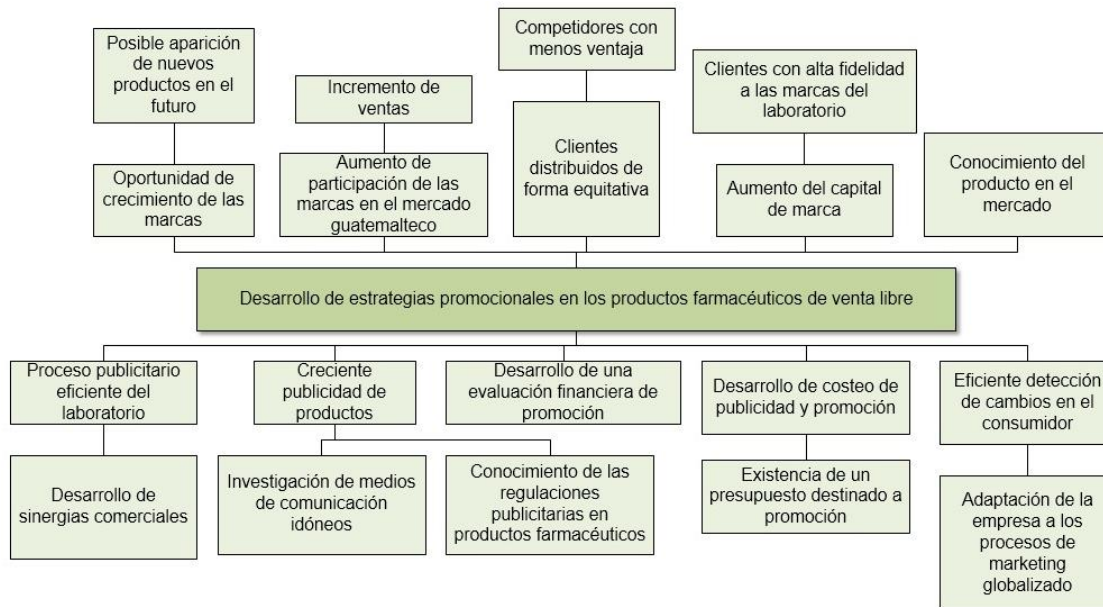 Posible aparición
de nuevos
productos en el
futuro
Incremento de
ventas
Competidores con
menos ventaja
Clientes con alta fidelidad
a las marcas del
laboratorio
Oportunidad de
crecimiento de las
marcas
Aumento de
participación de las
marcas en el mercado
guatemalteco
Clientes
distribuidos de
forma equitativa
Aumento del capital
de marca
Conocimiento del
producto en el
mercado
Desarrollo de estrategias promocionales en los productos farmacéuticos de venta libre
Proceso publicitario
eficiente del
laboratorio
Creciente
publicidad de
productos
Desarrollo de una
evaluación financiera de
promoción
Desarrollo de costeo de
publicidad y promoción
Eficiente detección
de cambios en el
consumidor
Desarrollo de
sinergias comerciales
Investigación de medios
de comunicación
idóneos
Conocimiento de las
regulaciones
publicitarias en
productos farmacéuticos
Existencia de un
presupuesto destinado a
promoción
Adaptación de la
empresa a los
procesos de
marketing
globalizado